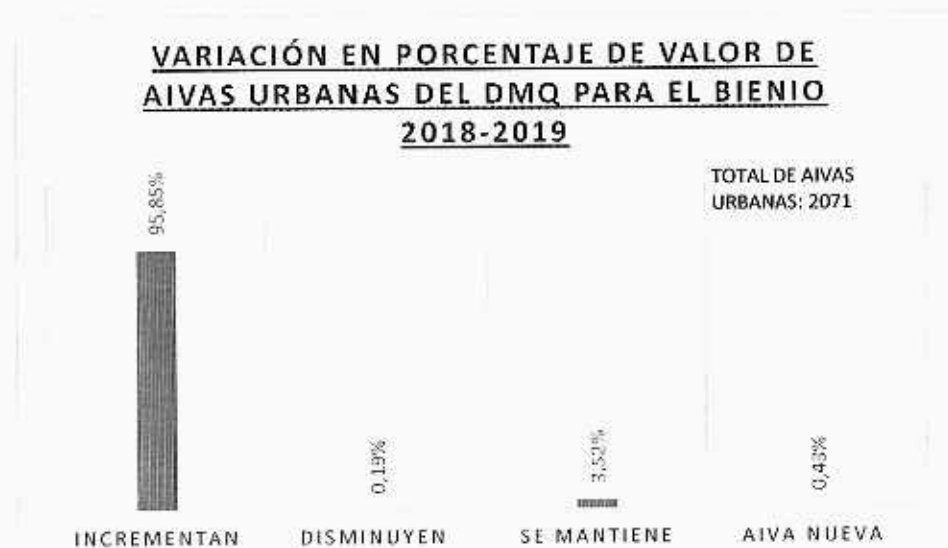 VARIACIÓN EN PORCENTAJE DE VALOR DE
AIVAS URBANAS DEL DMQ PARA EL BIENIO
2018-2019
TOTAL DE AIVAS
URBANAS: 2071
95,85%
0,19%
3,52%
0,43%
INCREMENTAN
DISMINUYEN
SE MANTIENE
AIVA NUEVA